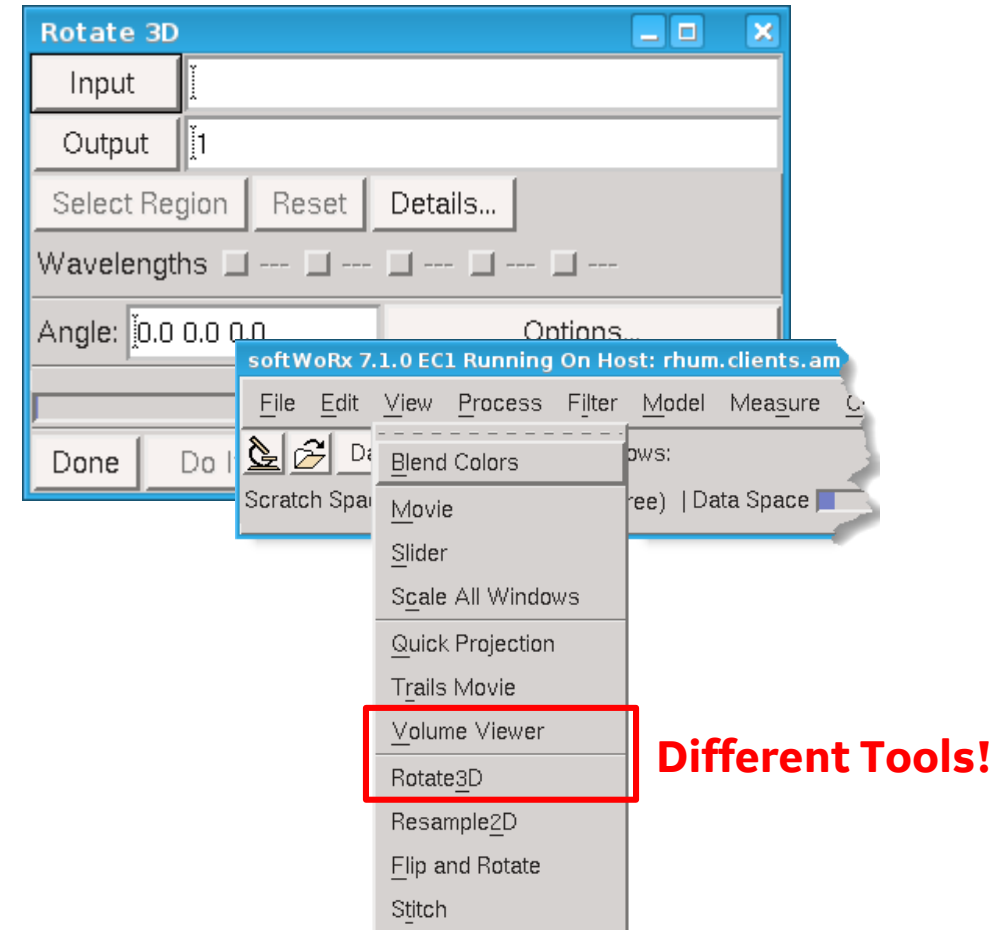 Rotate 3D
Input
Output 1
Select Region Reset Details...
Wavelengths --- --- --- --- ---
Angle: 0.0 0.0 0.0 Options...
softWoRx 7.1.0 EC1 Running On Host: rhum.clients.am
File Edit View Process Filter Model Measure
Done Do
Blend Colors
Scratch
Data Space
Movie
Slider
Scale All Windows
Quick Projection
Trails Movie
Volume Viewer
Different Tools!
Rotate3D
Resample2D
Flip and Rotate
Stitch